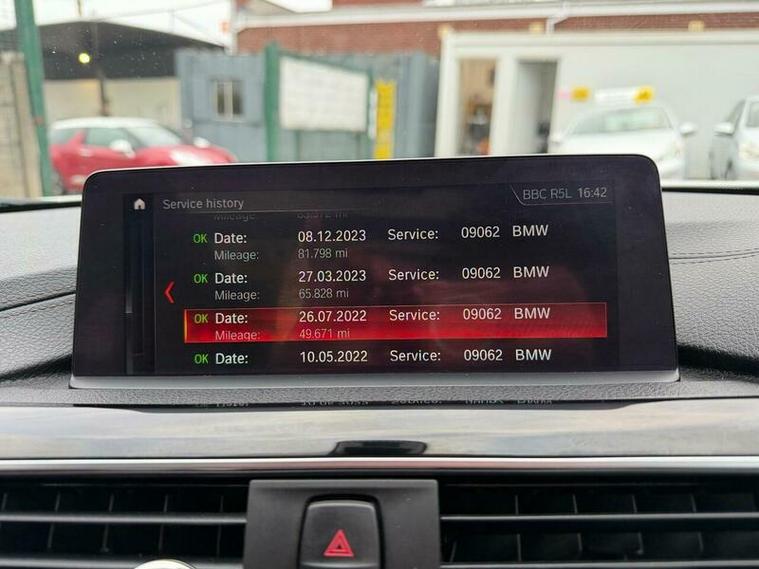 Service history
BBC R5L 16:42
OK Date: 08.12.2023 Service: 09062 BMW
Mileage: 81.798 mi
OK Date: 27.03.2023 Service: 09062 BMW
Mileage: 65.828 mi
OK Date: 26.07.2022 Service: 09062 BMW
Mileage: 49.671 mi
OK Date: 10.05.2022 Service: 09062 BMW